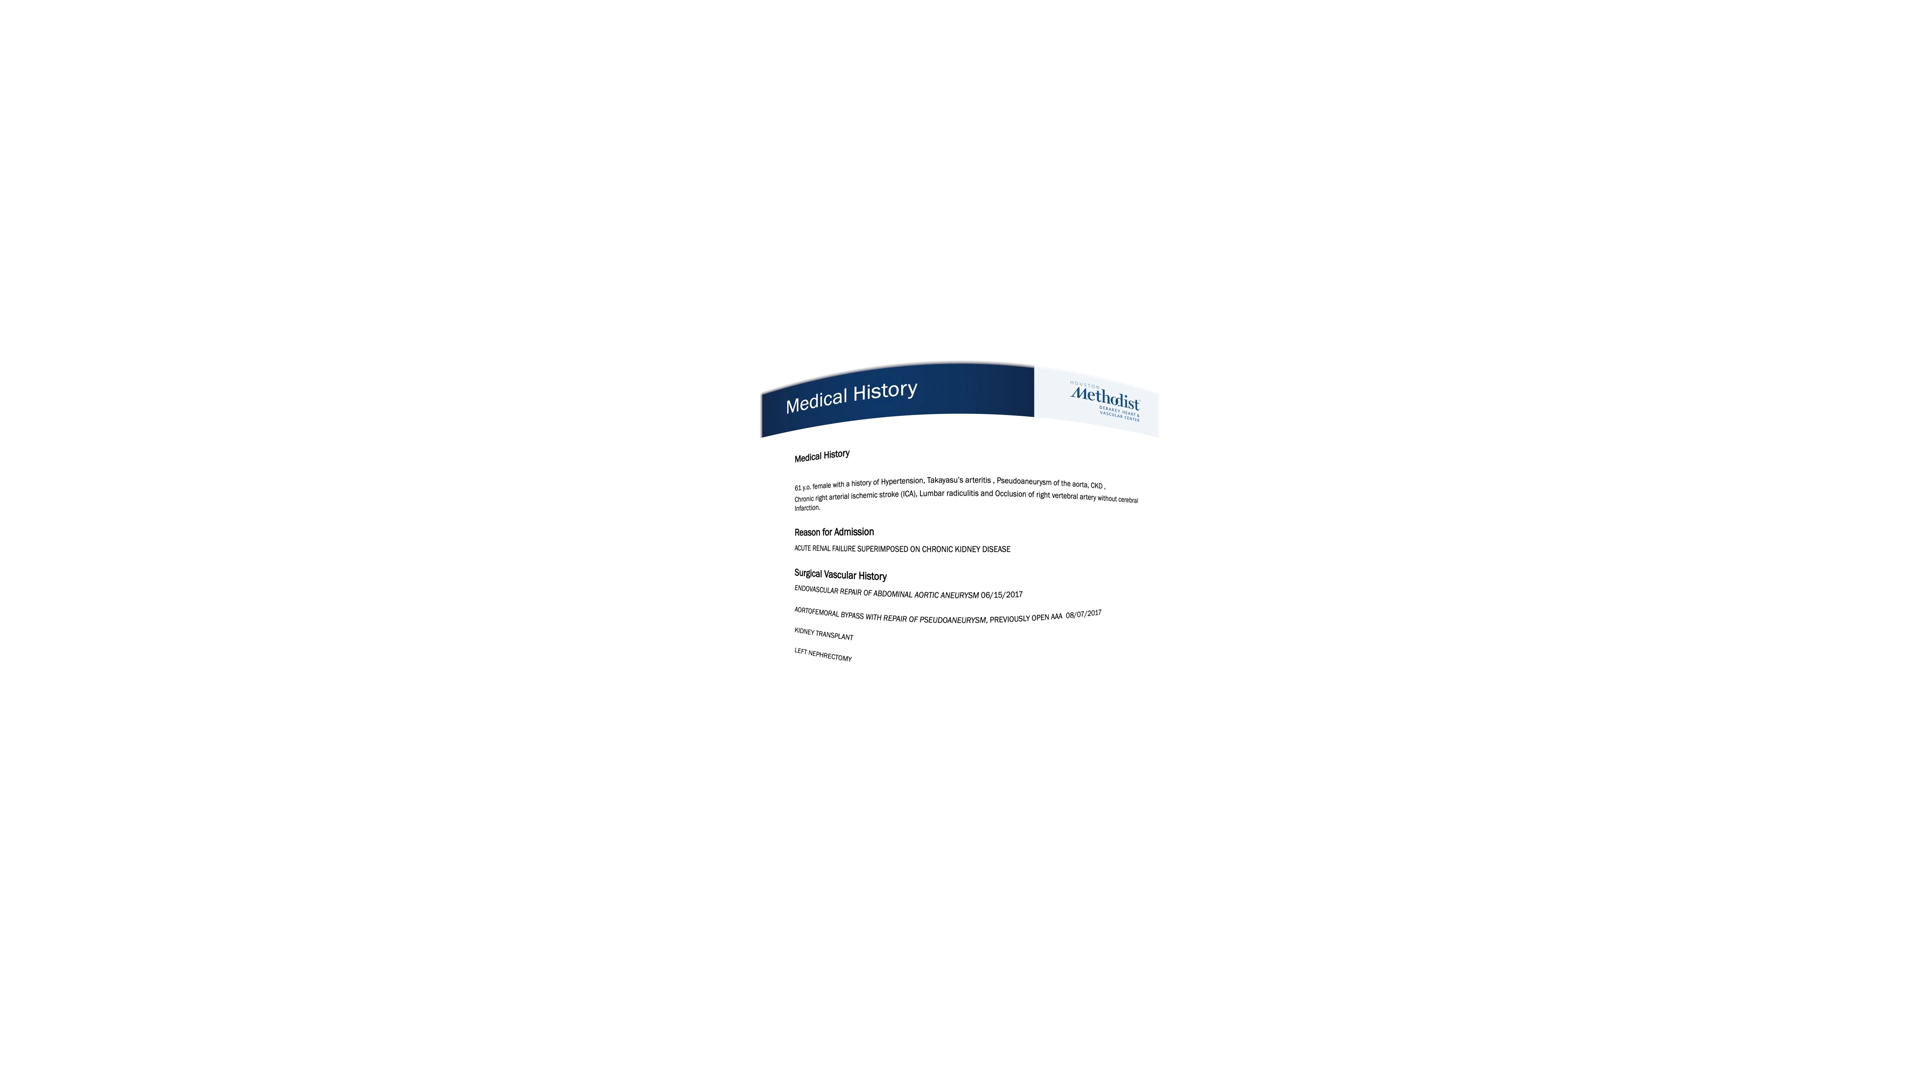 Medical History
HOUSTON
Methodist
DEBAKEY HEART &
VASCULAR CENTER
Medical History
61 y.o. female with a history of Hypertension, Takayasu's arteritis , Pseudoaneurysm of the aorta, CKD ,
Chronic right arterial ischemic stroke (ICA), Lumbar radiculitis and Occlusion of right vertebral artery without cerebral
Infarction.
Reason for Admission
ACUTE RENAL FAILURE SUPERIMPOSED ON CHRONIC KIDNEY DISEASE
Surgical Vascular History
ENDOVASCULAR REPAIR OF ABDOMINAL AORTIC ANEURYSM 06/15/2017
AORTOFEMORAL BYPASS WITH REPAIR OF PSEUDOANEURYSM, PREVIOUSLY OPEN AAA 08/07/2017
KIDNEY TRANSPLANT
LEFT NEPHRECTOMY